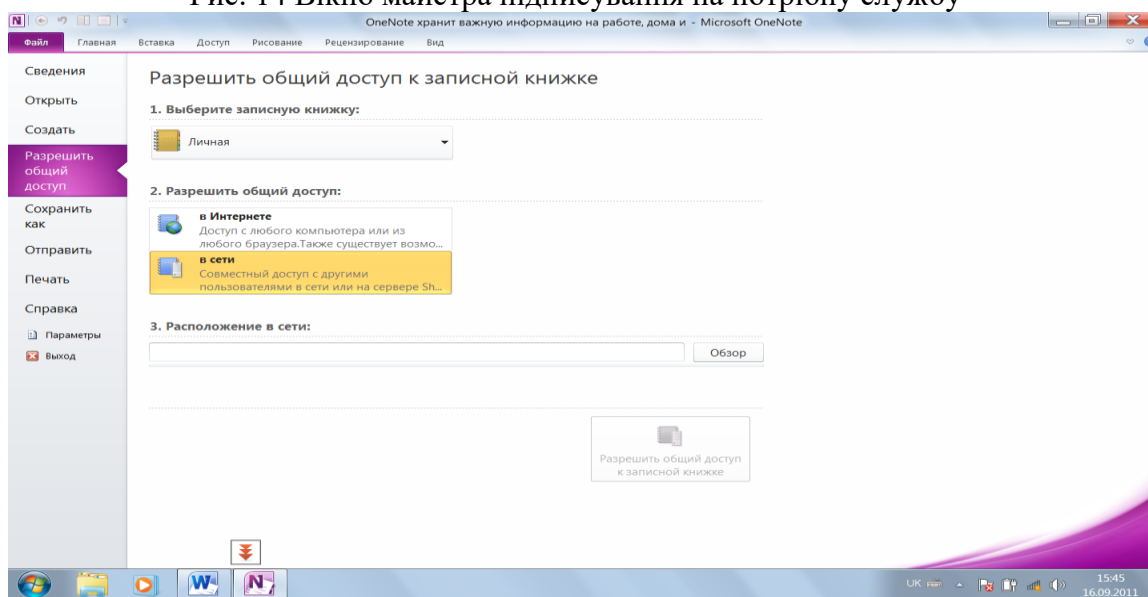 Рис. 14 Вікно майстра підписування на потрібну службу
OneNote хранит важную информацию на работе, дома и - Microsoft OneNote
Файл Главная Вставка Доступ Рисование Рецензирование Вид
Сведения
Открыть
Создать
Разрешить
общий
доступ
Сохранить
как
Отправить
Печать
Справка
Параметры
Выход
Разрешить общий доступ к записной книжке
1. Выберите записную книжку:
Личная
2. Разрешить общий доступ:
в Интернете
Доступ с любого компьютера или из
любого браузера.Также существует возмо...
в сети
Совместный доступ с другими
пользователями в сети или на сервере Sh...
3. Расположение в сети:
Обзор
Разрешить общий доступ
к записной книжке
UK
15:45
16.09.2011